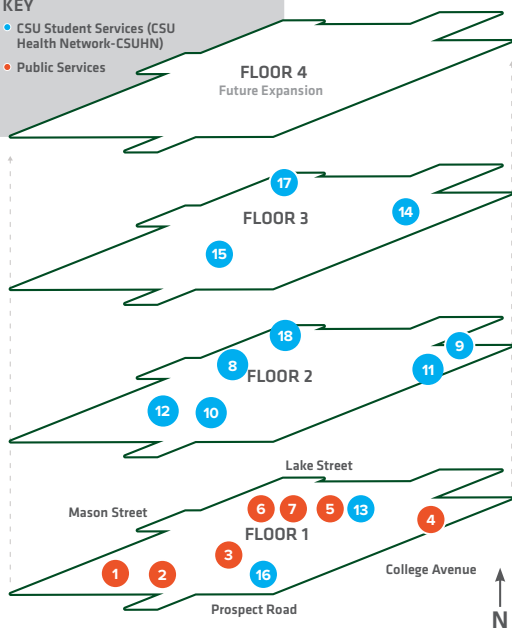 KEY
CSU Student Services (CSU
Health Network-CSUHN)
Public Services
FLOOR 4
Future Expansion
17
FLOOR 3
14
15
18
9
8
FLOOR 2
11
12
10
Lake Street
Mason Street
6
7
5
13
4
FLOOR 1
3
1
2
16
College Avenue
Prospect Road
N